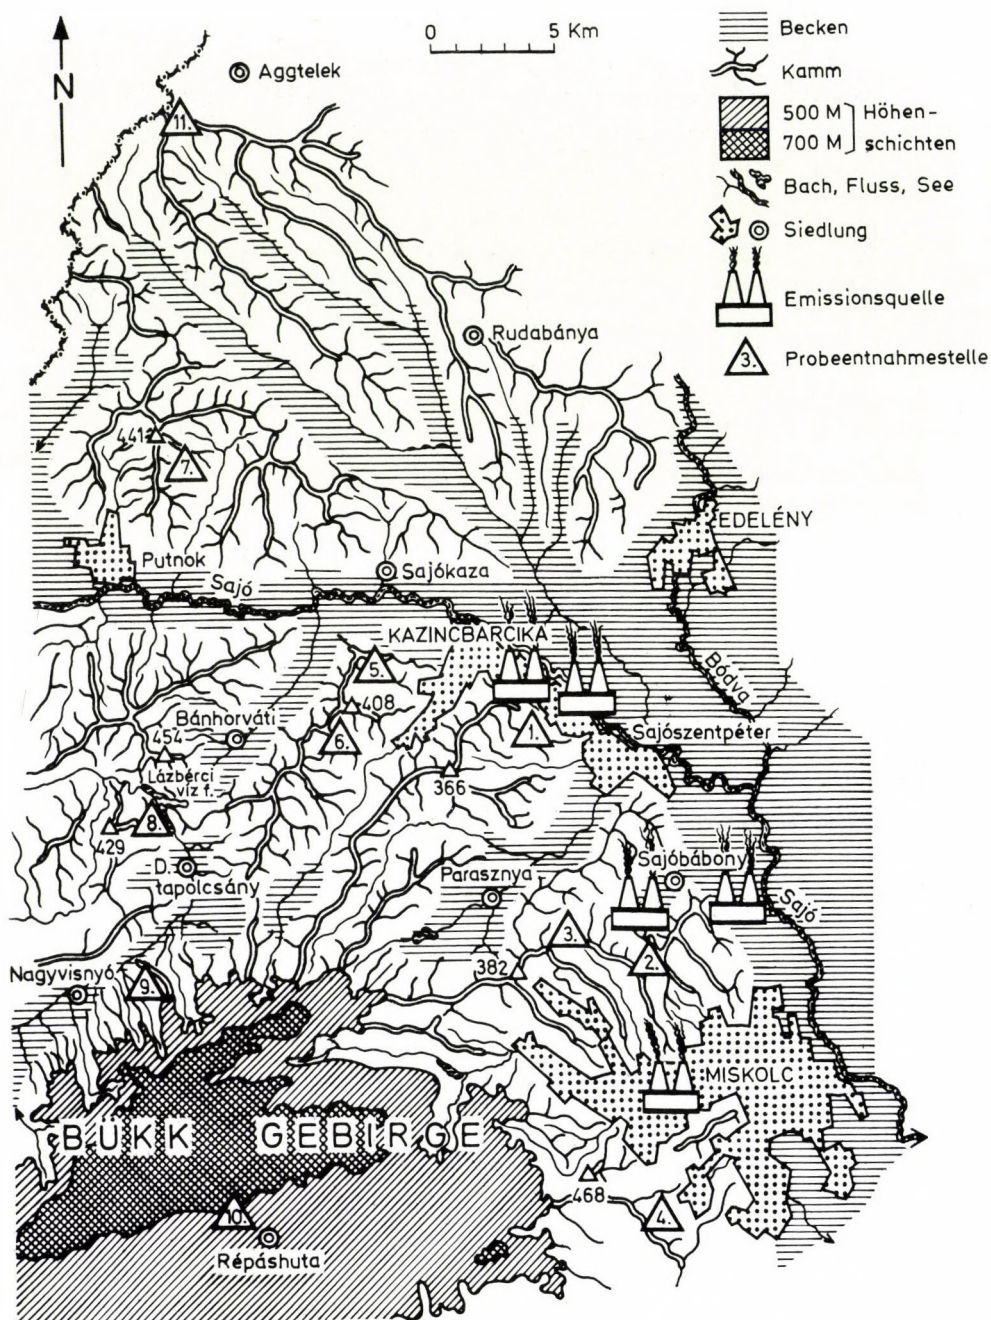 0 5 Km
N
Becken
Kamm
500 M
700 M
Höhen-
schichten
Bach, Fluss, See
Siedlung
Emissionsquelle
3. Probeentnahmestelle
Aggtelek
11.
Rudabánya
441
7.
EDELÉNY
Putnok
Sajó
Sajókaza
KAZINCBARCIKA
5.
408
Bódva
Bánhorváti
6.
1.
Sajószentpéter
454
Lázbérci
víz f.
366
8.
429
D.
tapolcsány
Parasznya
Sajóbábony
Sajó
3.
2.
382
Nagyvisnyó
9.
MISKOLC
BÜKK GEBIRGE
468
10.
4.
Répáshuta